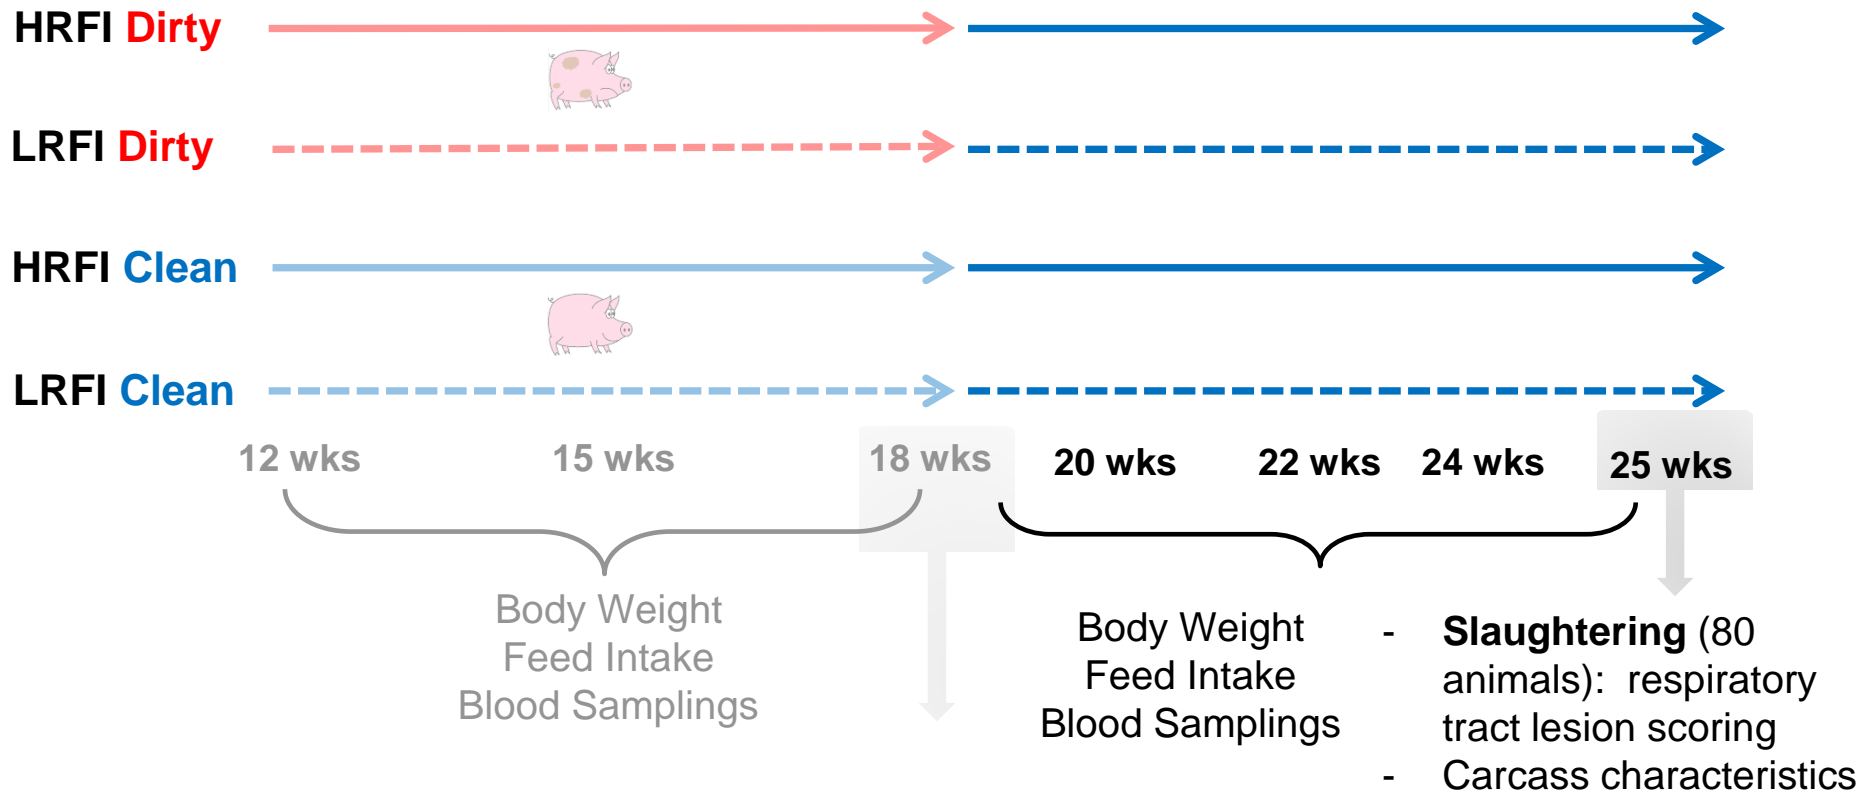 HRFI Dirty
LRFI Dirty
HRFI Clean
LRFI Clean
12 wks 15 wks 18 wks 20 wks 22 wks 24 wks 25 wks
Body Weight
Feed Intake
Blood Samplings
Body Weight
Feed Intake
Blood Samplings
- Slaughtering (80
animals): respiratory
tract lesion scoring
- Carcass characteristics